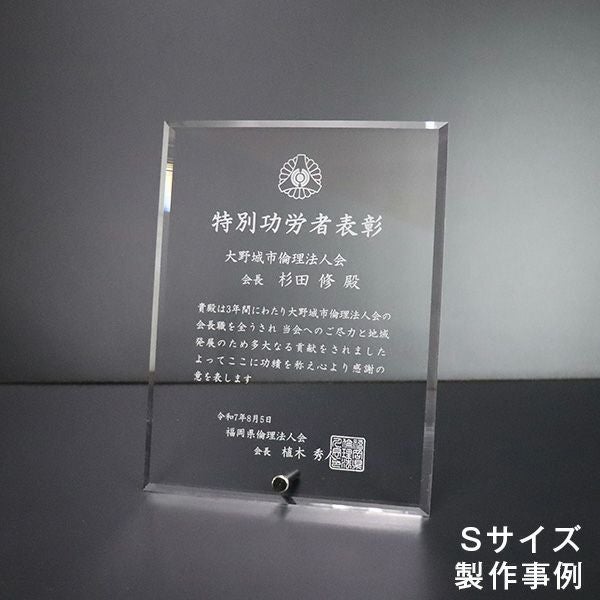 特別功労者表彰
大野城市倫理法人会
会長 杉田 修 殿
貴殿は3年間にわたり大野城市倫理法人会の
会長職を全うされ 当会へのご尽力と地域
発展のため多大なる貢献をされました
よってここに功績を称え心より感謝の
意を表します
令和7年8月5日
福岡県倫理法人会
会長 植木 秀
Sサイズ
製作事例